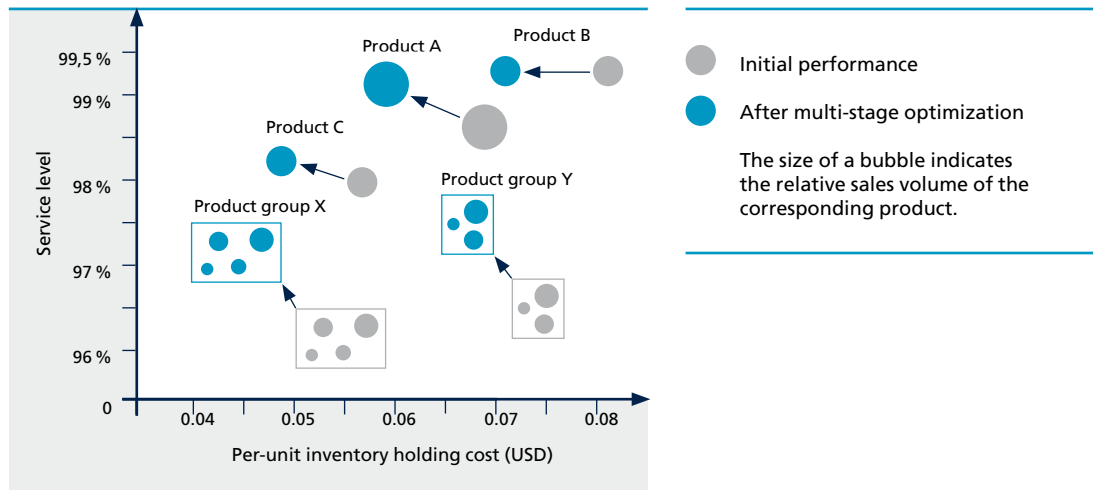 Product B
Product A
99,5 %
99 %
Product C
98 %
Product group Y
Product group X
97 %
96 %
0
0.04 0.05 0.06 0.07 0.08
Service level
Per-unit inventory holding cost (USD)
Initial performance
After multi-stage optimization
The size of a bubble indicates
the relative sales volume of the
corresponding product.